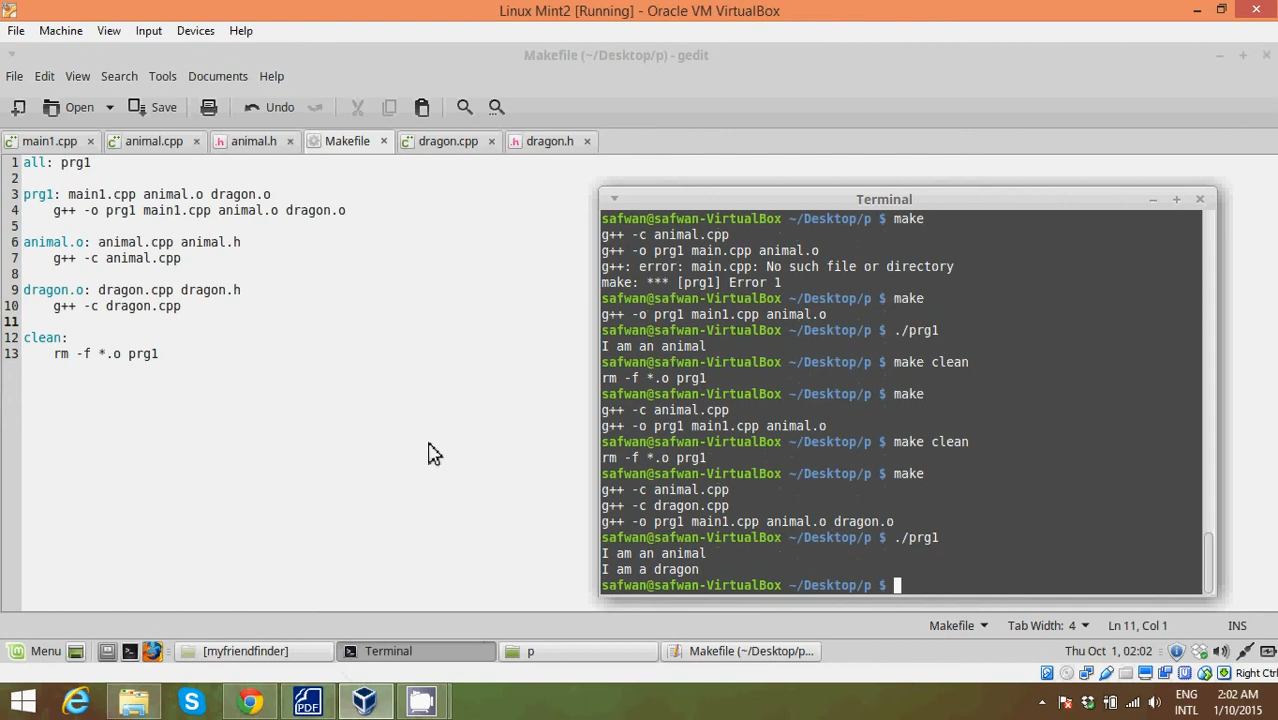 Linux Mint2 [Running] - Oracle VM VirtualBox
File Machine View Input Devices Help
Makefile (~/Desktop/p) - gedit
File Edit View Search Tools Documents Help
Open Save Undo
main1.cpp animal.cpp animal.h Makefile dragon.cpp dragon.h
1 all: prg1
2
3 prg1: main1.cpp animal.o dragon.o
4 g++ -o prg1 main1.cpp animal.o dragon.o
5
6 animal.o: animal.cpp animal.h
7 g++ -c animal.cpp
8
9 dragon.o: dragon.cpp dragon.h
10 g++ -c dragon.cpp
11
12 clean:
13 rm -f *.o prg1
Terminal
safwan@safwan-VirtualBox ~/Desktop/p $ make
g++ -c animal.cpp
g++ -o prg1 main.cpp animal.o
g++: error: main.cpp: No such file or directory
make: *** [prg1] Error 1
safwan@safwan-VirtualBox ~/Desktop/p $ make
g++ -o prg1 main1.cpp animal.o
safwan@safwan-VirtualBox ~/Desktop/p $ ./prg1
I am an animal
safwan@safwan-VirtualBox ~/Desktop/p $ make clean
rm -f *.o prg1
safwan@safwan-VirtualBox ~/Desktop/p $ make
g++ -c animal.cpp
g++ -o prg1 main1.cpp animal.o
safwan@safwan-VirtualBox ~/Desktop/p $ make clean
rm -f *.o prg1
safwan@safwan-VirtualBox ~/Desktop/p $ make
g++ -c animal.cpp
g++ -c dragon.cpp
g++ -o prg1 main1.cpp animal.o dragon.o
safwan@safwan-VirtualBox ~/Desktop/p $ ./prg1
I am an animal
I am a dragon
safwan@safwan-VirtualBox ~/Desktop/p $
Makefile Tab Width: 4 Ln 11, Col 1 INS
Menu [myfriendfinder] Terminal p Makefile (~/Desktop/p... Thu Oct 1, 02:02
Right Ctrl
PDF
ENG 2:02 AM
INTL 1/10/2015